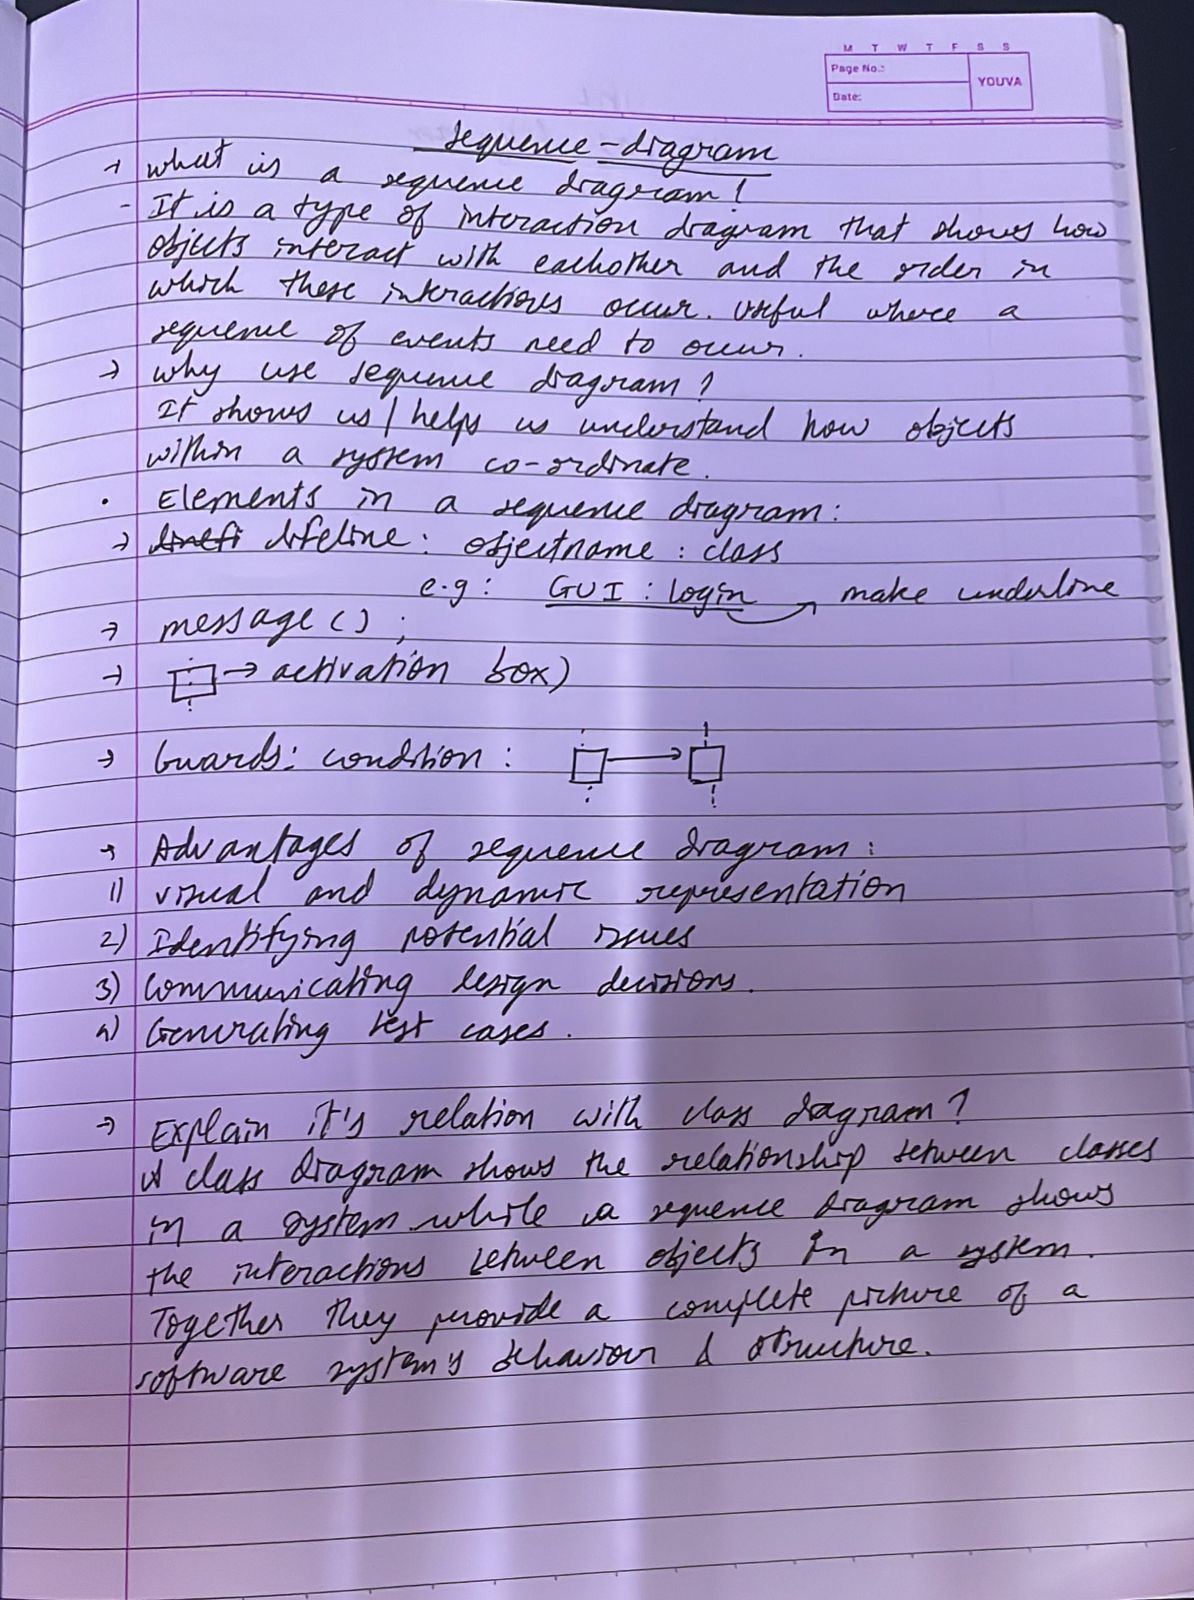 M T W T F S S
Page No.:
YOUVA
Date:
sequence-diagram
→ what is a sequence diagram?
- It is a type of interaction diagram that shows how
objects interact with eachother and the order in
which these interactions occur. useful where a
sequence of events need to occur.
→ why use sequence diagram?
It shows us / helps us understand how objects
within a system co-ordinate.
• Elements in a sequence diagram:
→ lifeline: objectname : class
e.g: GUI : login → make underline
→ message();
→ → activation box)
→ Guards: condition :
→ Advantages of sequence diagram:
1) visual and dynamic representation
2) Identifying potential issues
3) Communicating design decisions.
4) Generating test cases.
→ Explain it's relation with class diagram?
A class diagram shows the relationship between classes
in a system while a sequence diagram shows
the interactions between objects in a system.
Together they provide a complete picture of a
software system's behaviour & structure.